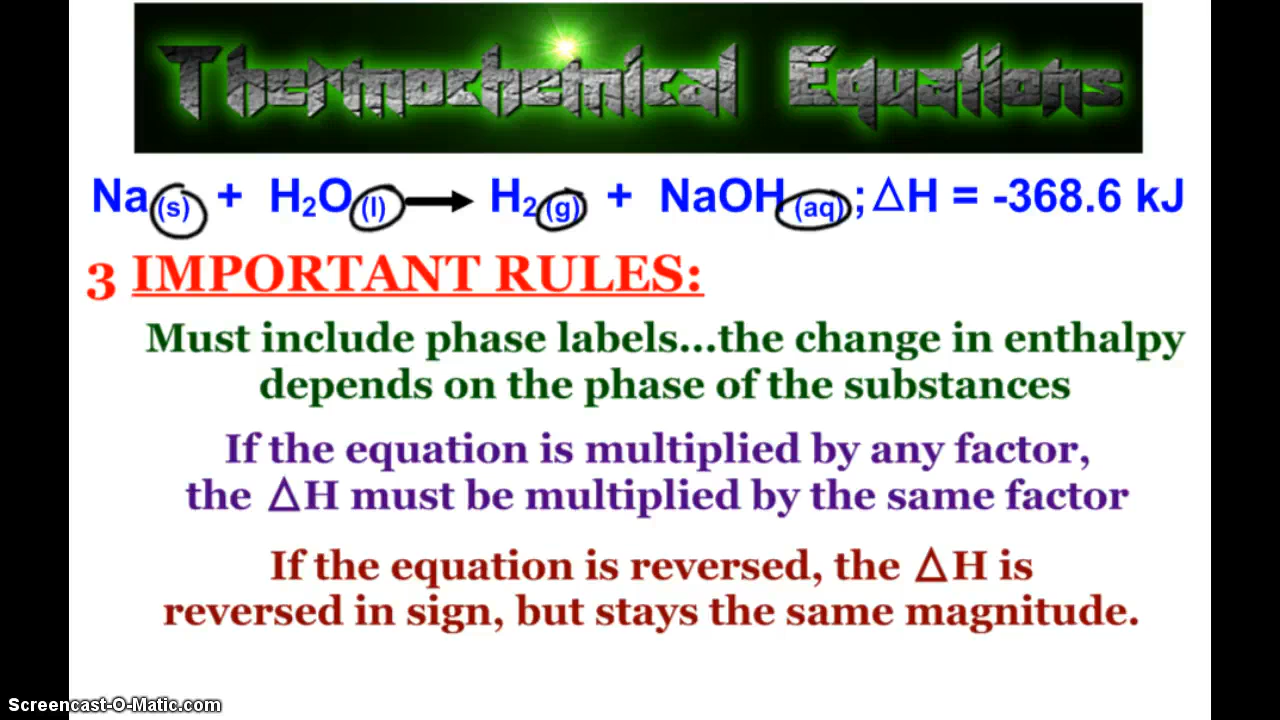 Thermochemical Equations
Na(s) + H2O(l) → H2(g) + NaOH(aq) ; ΔH = -368.6 kJ
3 IMPORTANT RULES:
Must include phase labels...the change in enthalpy
depends on the phase of the substances
If the equation is multiplied by any factor,
the ΔH must be multiplied by the same factor
If the equation is reversed, the ΔH is
reversed in sign, but stays the same magnitude.
Screencast-O-Matic.com